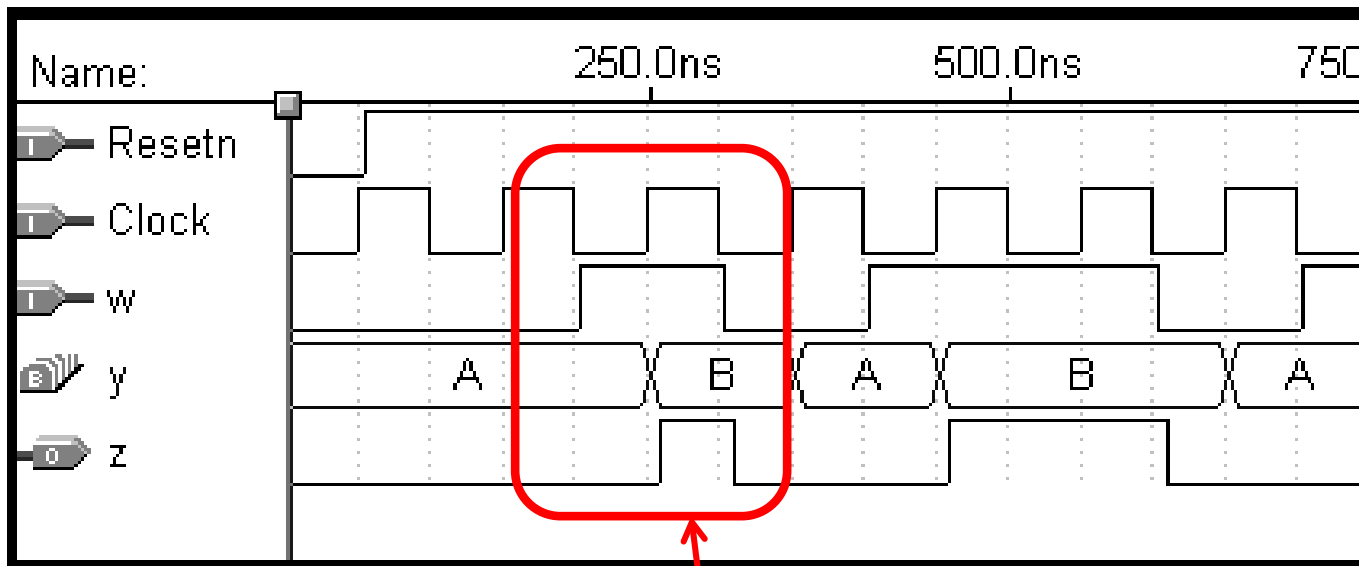 Name: 250.0ns 500.0ns 750
I Resetn
I Clock
I w
B y A B A B A
O z